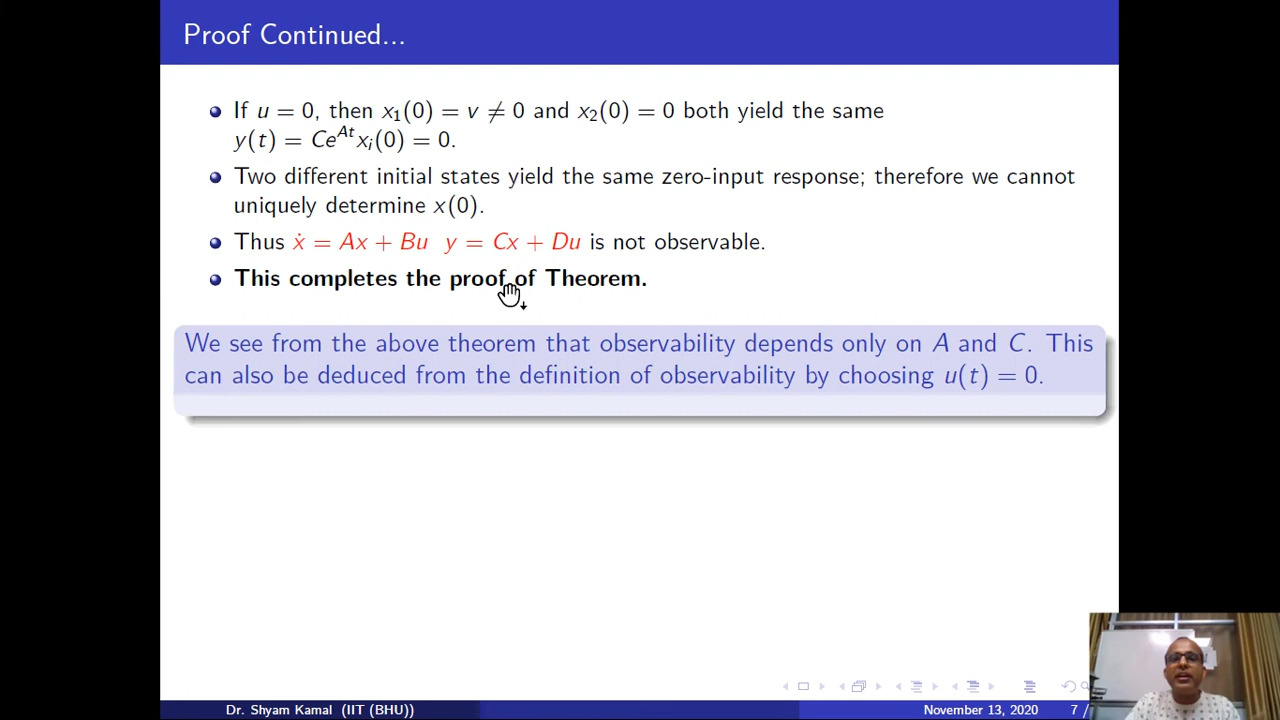 Proof Continued...
If u = 0, then x₁(0) = v ≠ 0 and x₂(0) = 0 both yield the same
y(t) = Ce^{At}xᵢ(0) = 0.
Two different initial states yield the same zero-input response; therefore we cannot
uniquely determine x(0).
Thus ẋ = Ax + Bu y = Cx + Du is not observable.
This completes the proof of Theorem.
We see from the above theorem that observability depends only on A and C. This
can also be deduced from the definition of observability by choosing u(t) = 0.
Dr. Shyam Kamal (IIT (BHU)) November 13, 2020 7 /